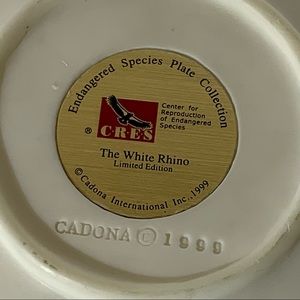 Endangered Species Plate Collection
® C·R·E·S
Center for
Reproduction
of Endangered
Species
The White Rhino
Limited Edition
©Cadona International Inc.,1999
CADONA © 1999